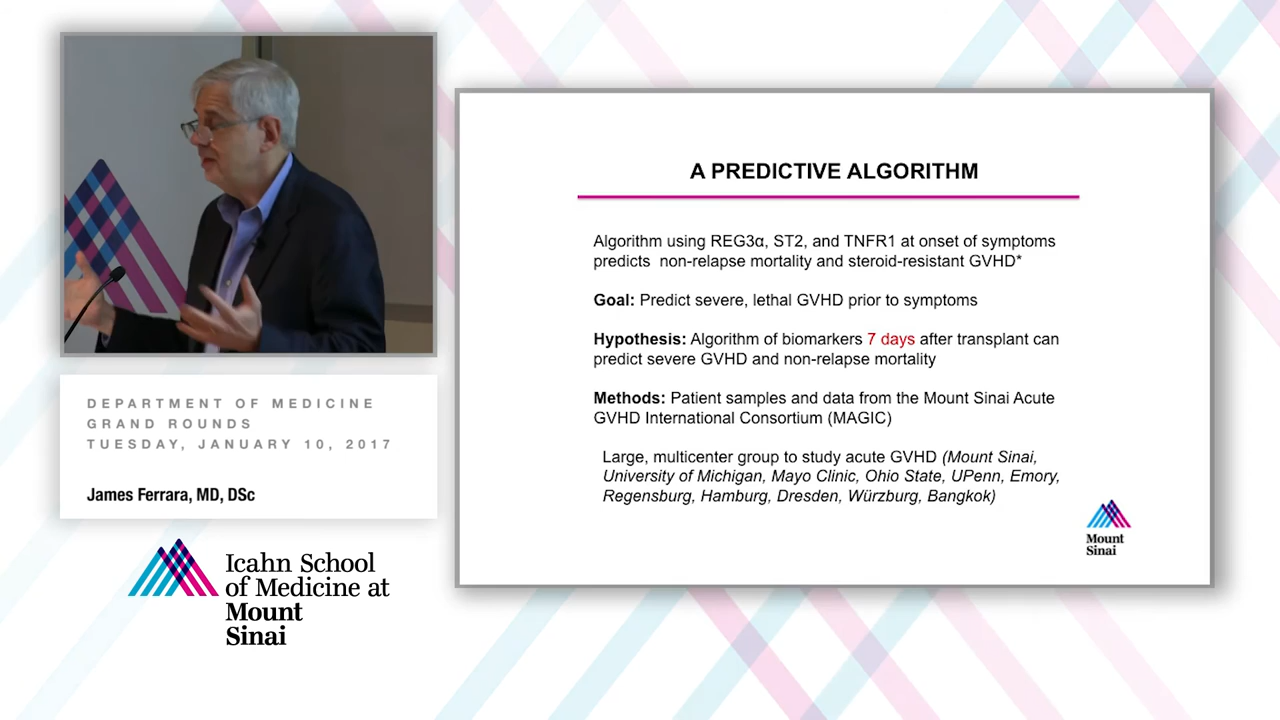 DEPARTMENT OF MEDICINE
GRAND ROUNDS
TUESDAY, JANUARY 10, 2017
James Ferrara, MD, DSc
Icahn School
of Medicine at
Mount
Sinai
A PREDICTIVE ALGORITHM
Algorithm using REG3α, ST2, and TNFR1 at onset of symptoms
predicts non-relapse mortality and steroid-resistant GVHD*
Goal: Predict severe, lethal GVHD prior to symptoms
Hypothesis: Algorithm of biomarkers 7 days after transplant can
predict severe GVHD and non-relapse mortality
Methods: Patient samples and data from the Mount Sinai Acute
GVHD International Consortium (MAGIC)
Large, multicenter group to study acute GVHD (Mount Sinai,
University of Michigan, Mayo Clinic, Ohio State, UPenn, Emory,
Regensburg, Hamburg, Dresden, Würzburg, Bangkok)
Mount
Sinai